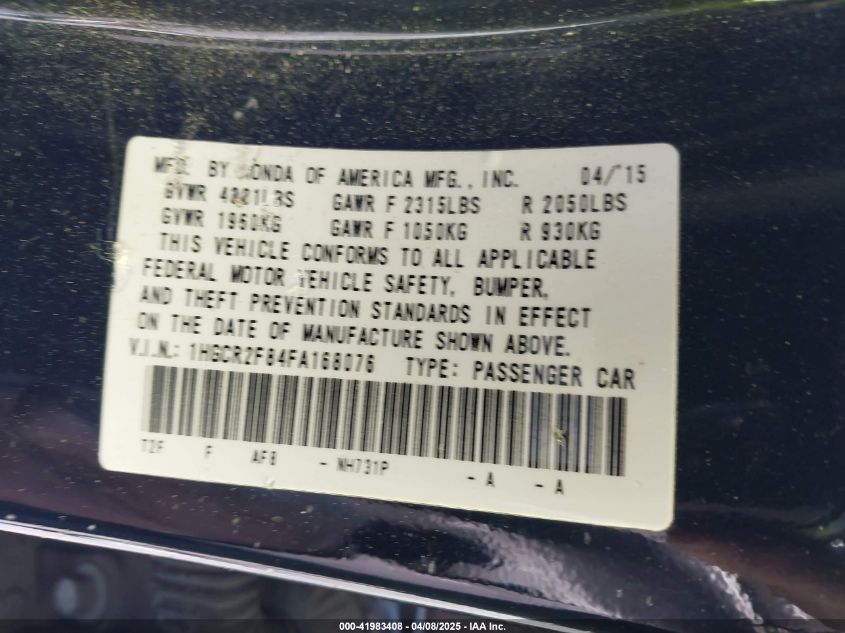 MFD. BY HONDA OF AMERICA MFG., INC. 04/15
GVWR 4321LBS GAWR F 2315LBS R 2050LBS
GVWR 1960KG GAWR F 1050KG R 930KG
THIS VEHICLE CONFORMS TO ALL APPLICABLE
FEDERAL MOTOR VEHICLE SAFETY, BUMPER,
AND THEFT PREVENTION STANDARDS IN EFFECT
ON THE DATE OF MANUFACTURE SHOWN ABOVE.
V.I.N.: 1HGCR2F84FA168076 TYPE: PASSENGER CAR
T2F F AF8 - NH731P - A - A
000-41983408 - 04/08/2025 - IAA Inc.